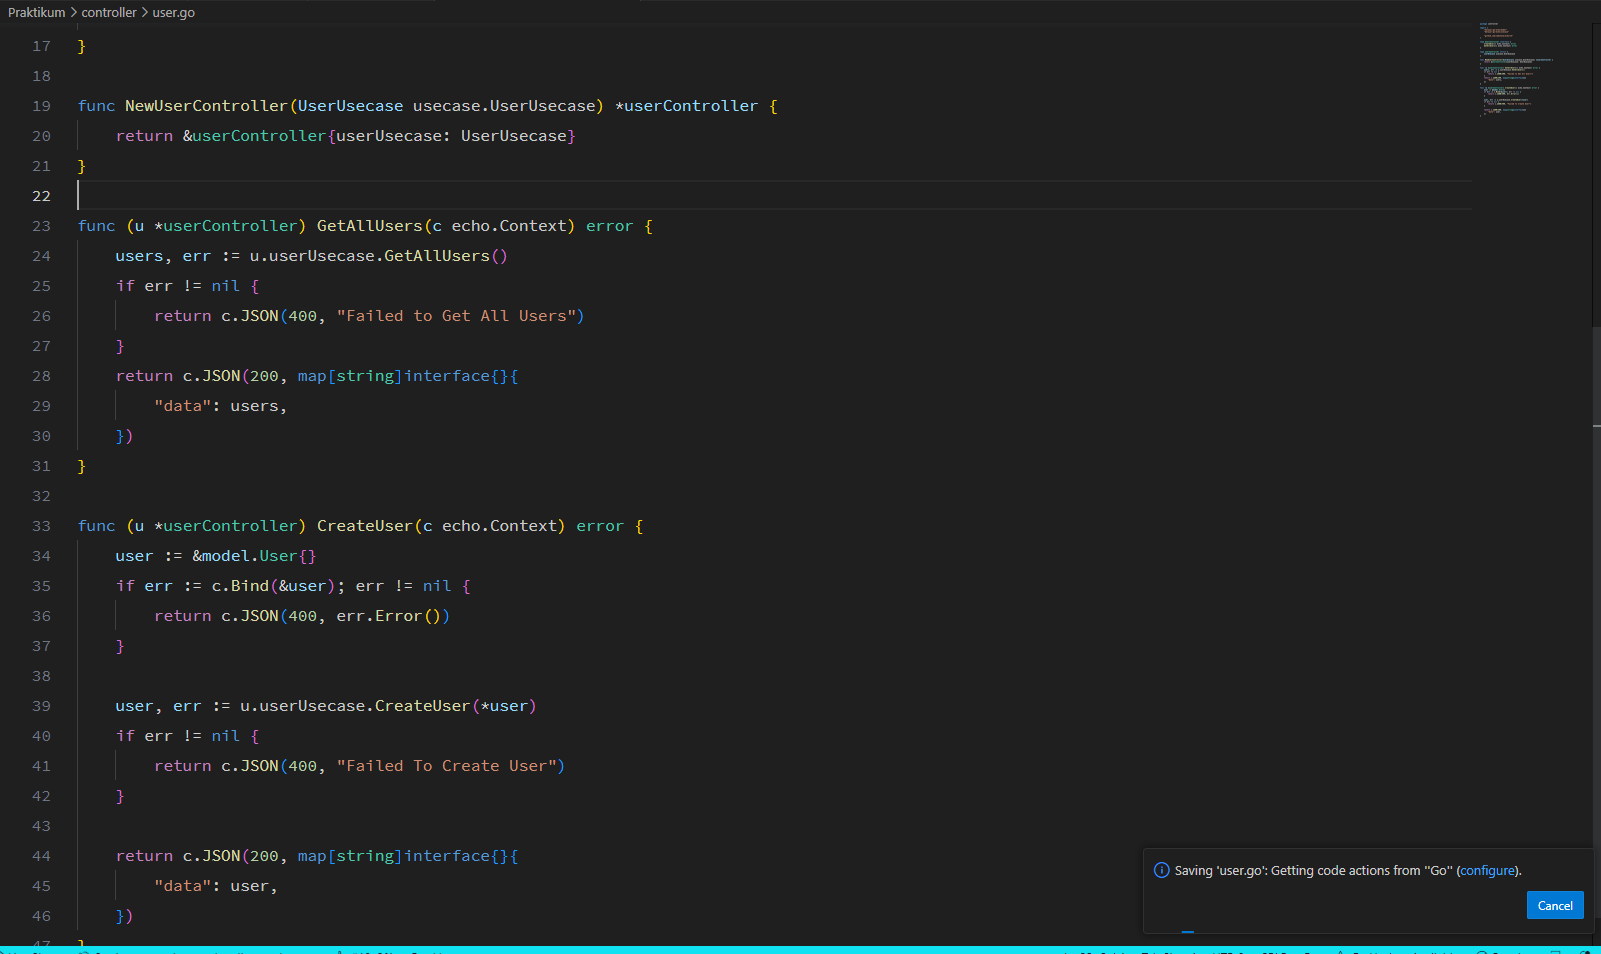 Praktikum > controller > user.go
17 }
18
19 func NewUserController(UserUsecase usecase.UserUsecase) *userController {
20 return &userController{userUsecase: UserUsecase}
21 }
22
23 func (u *userController) GetAllUsers(c echo.Context) error {
24 users, err := u.userUsecase.GetAllUsers()
25 if err != nil {
26 return c.JSON(400, "Failed to Get All Users")
27 }
28 return c.JSON(200, map[string]interface{}{
29 "data": users,
30 })
31 }
32
33 func (u *userController) CreateUser(c echo.Context) error {
34 user := &model.User{}
35 if err := c.Bind(&user); err != nil {
36 return c.JSON(400, err.Error())
37 }
38
39 user, err := u.userUsecase.CreateUser(*user)
40 if err != nil {
41 return c.JSON(400, "Failed To Create User")
42 }
43
44 return c.JSON(200, map[string]interface{}{
45 "data": user,
46 })
47 }
Saving 'user.go': Getting code actions from "Go" (configure).
Cancel